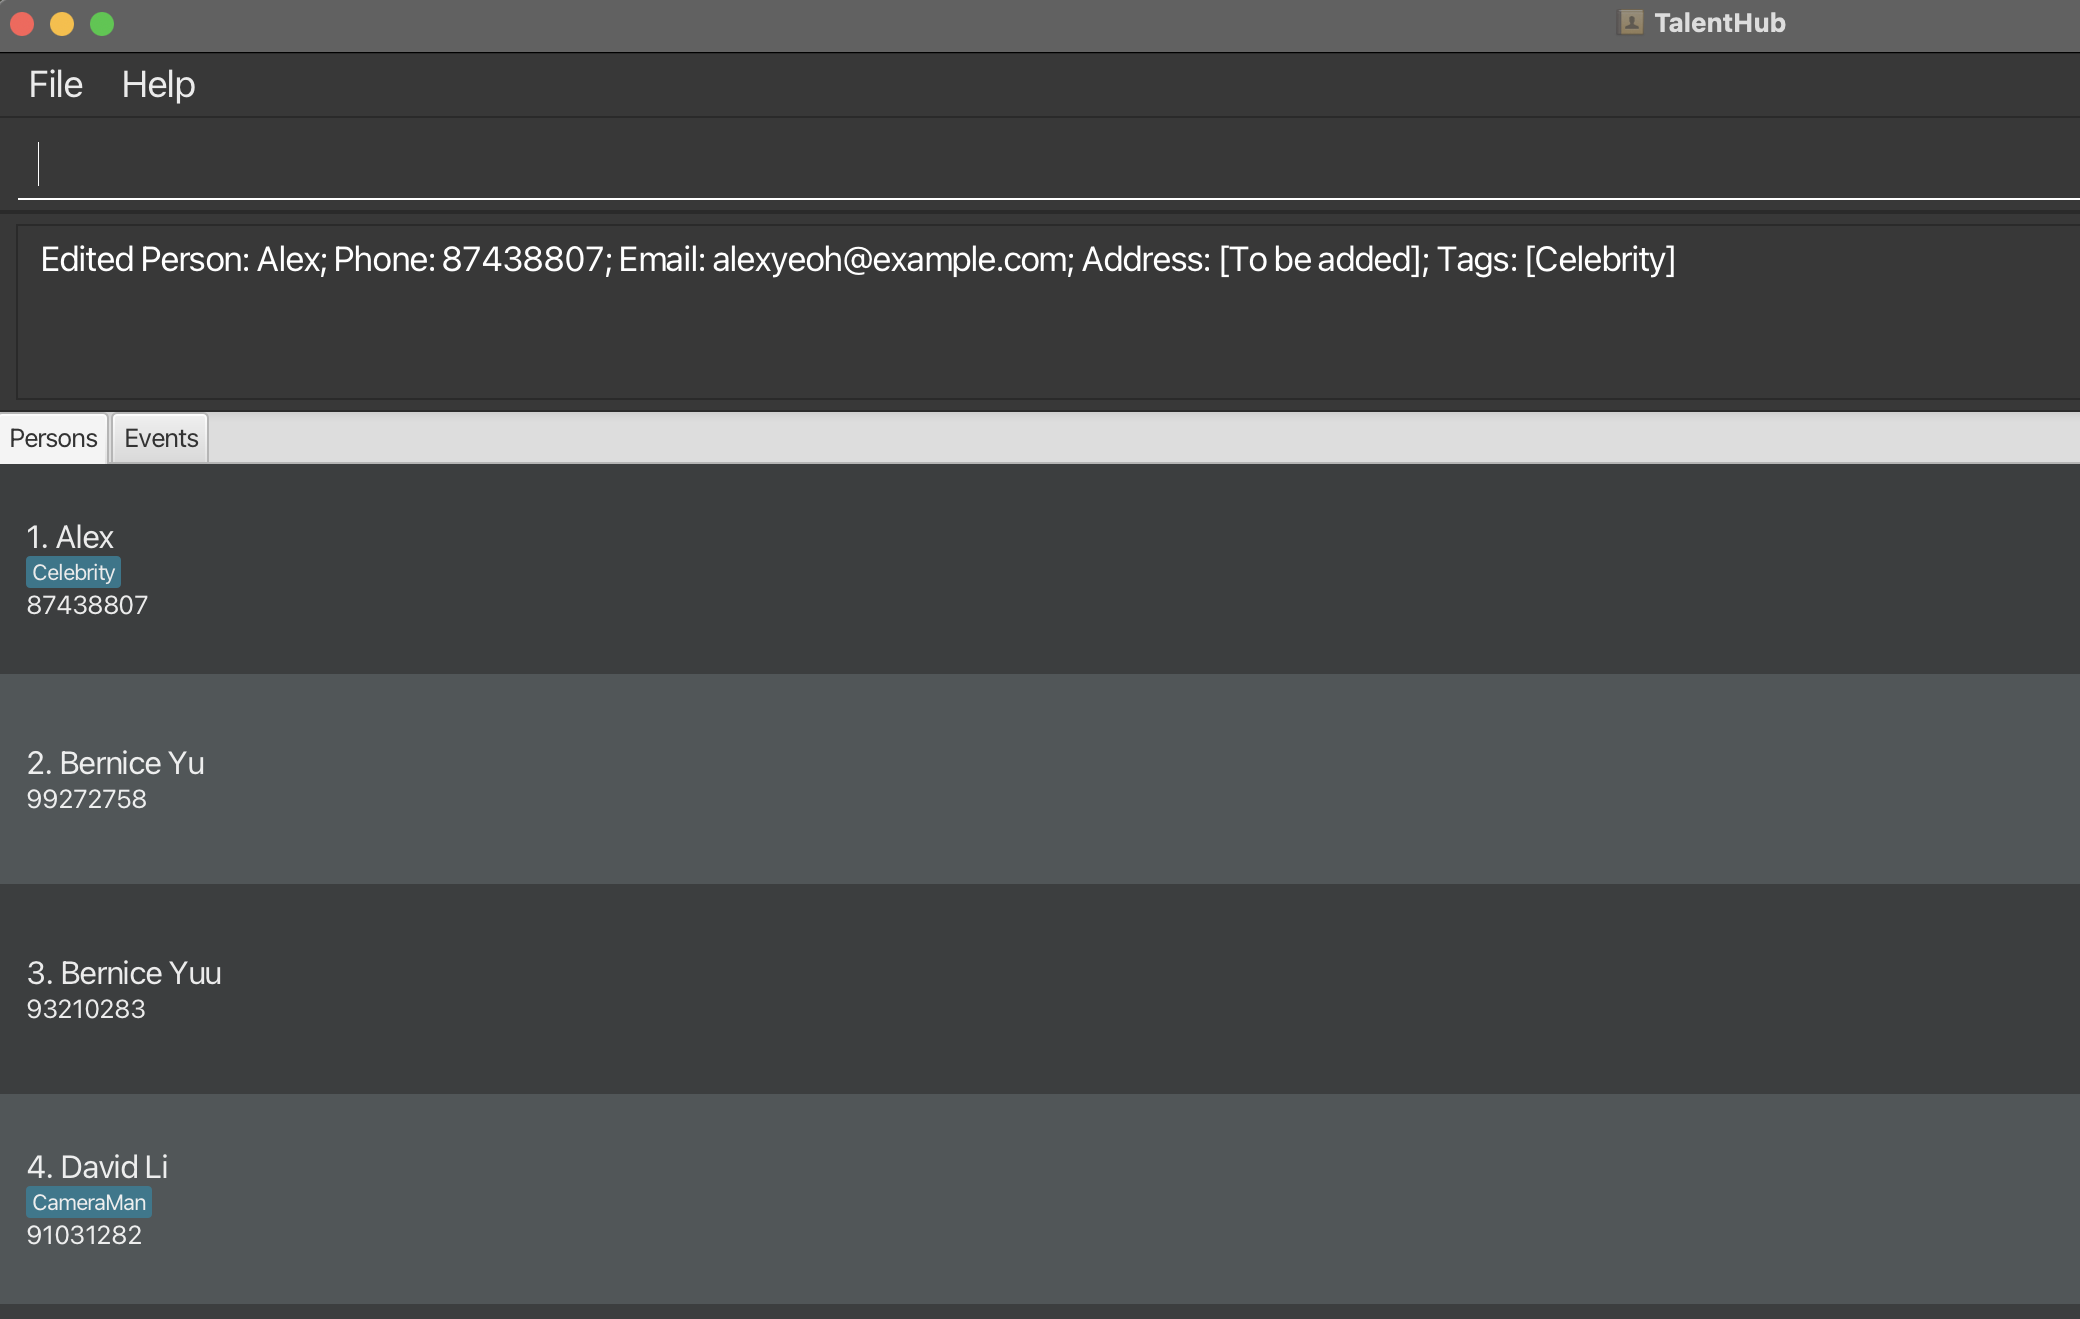 TalentHub
File Help
Edited Person: Alex; Phone: 87438807; Email: alexyeoh@example.com; Address: [To be added]; Tags: [Celebrity]
Persons Events
1. Alex
Celebrity
87438807
2. Bernice Yu
99272758
3. Bernice Yuu
93210283
4. David Li
CameraMan
91031282